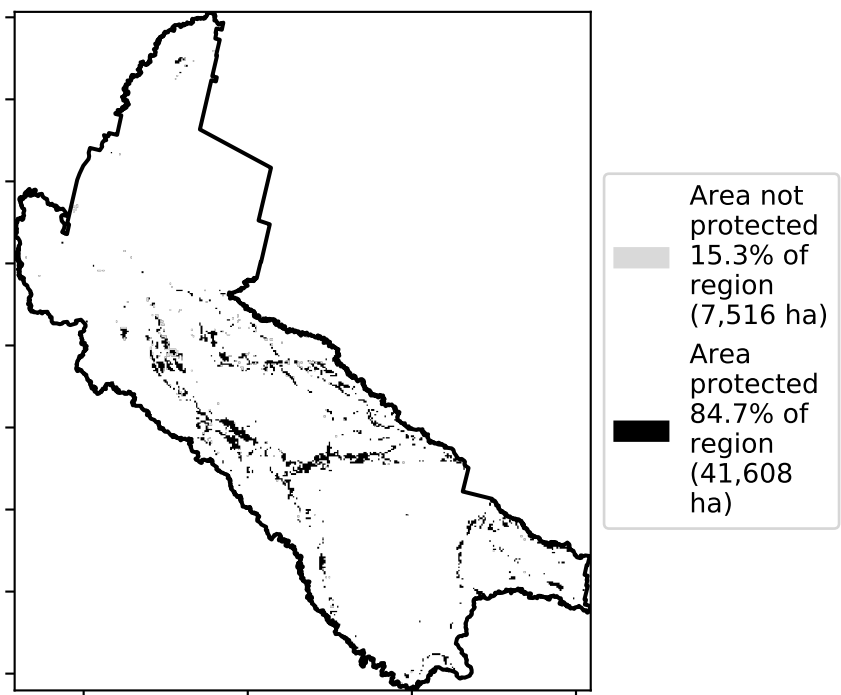 Area not
protected
15.3% of
region
(7,516 ha)
Area
protected
84.7% of
region
(41,608
ha)